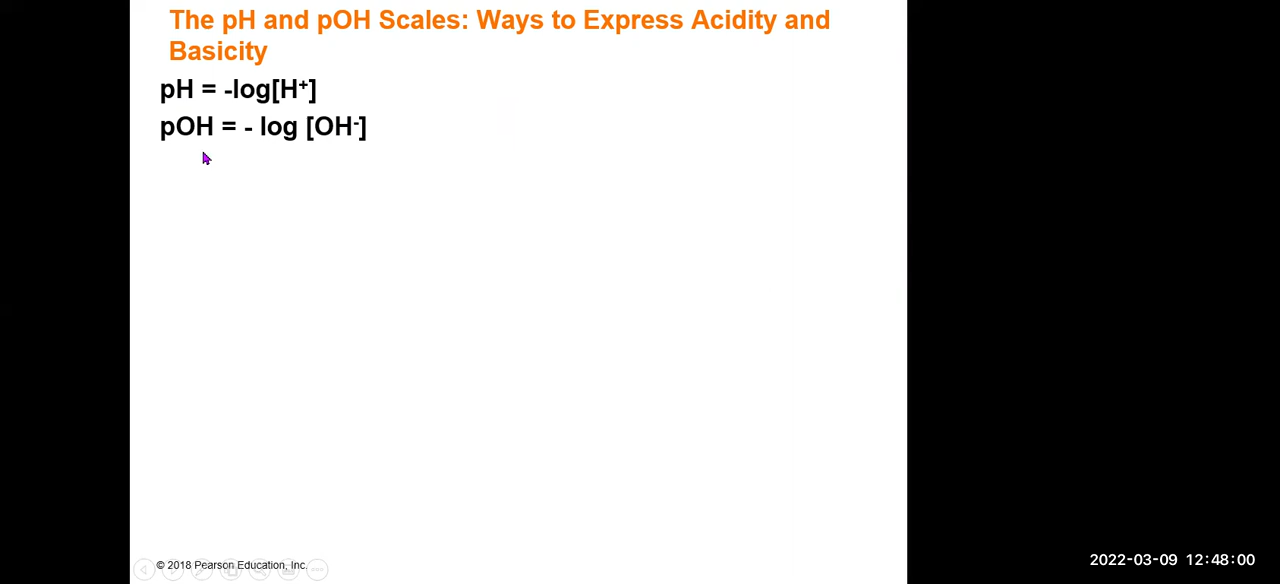 The pH and pOH Scales: Ways to Express Acidity and
Basicity
pH = -log[H⁺]
pOH = - log [OH⁻]
© 2018 Pearson Education, Inc.
2022-03-09 12:48:00